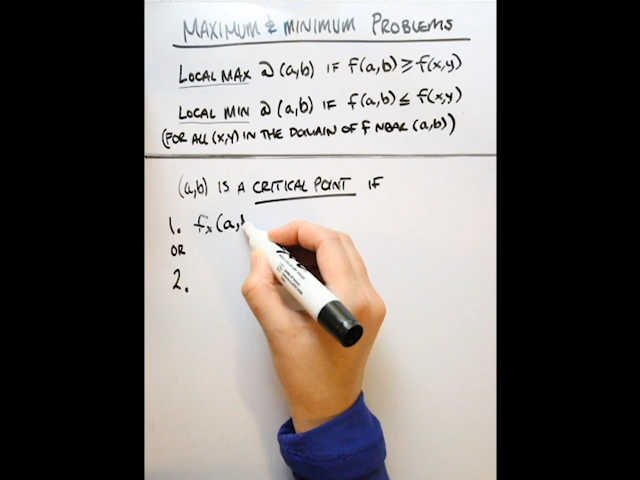 MAXIMUM & MINIMUM PROBLEMS
LOCAL MAX @ (a,b) IF f(a,b) ≥ f(x,y)
LOCAL MIN @ (a,b) IF f(a,b) ≤ f(x,y)
(FOR ALL (X,Y) IN THE DOMAIN OF f NEAR (a,b))
(a,b) IS A CRITICAL POINT IF
1. fx(a,
OR
2.